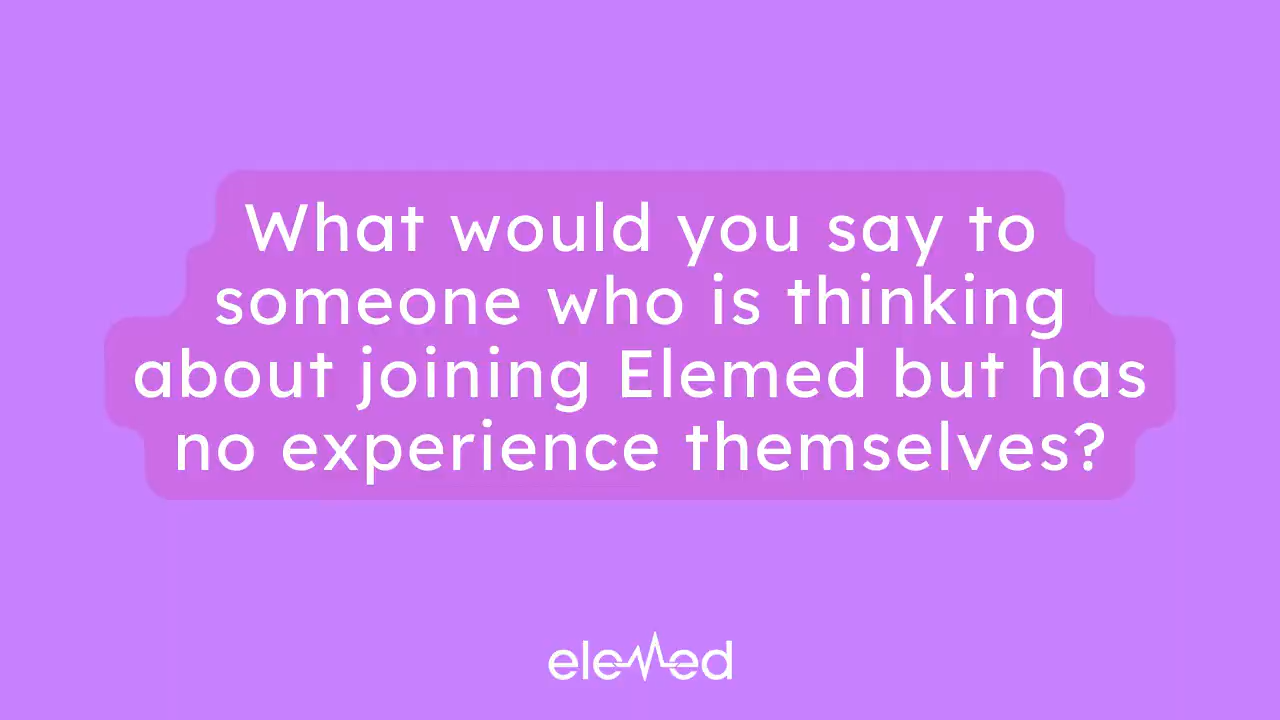 What would you say to
someone who is thinking
about joining Elemed but has
no experience themselves?
elemed